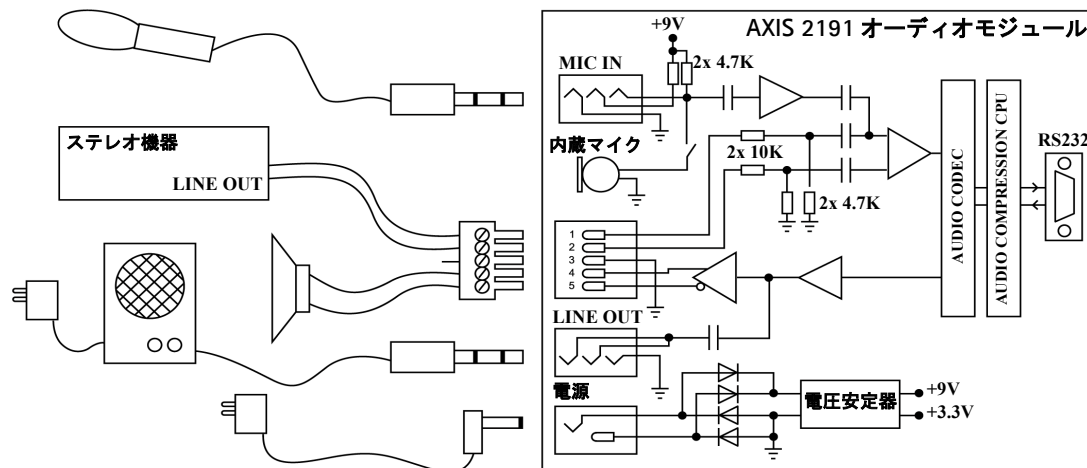 AXIS 2191 オーディオモジュール
+9V
MIC IN
2x 4.7K
ステレオ機器
LINE OUT
内蔵マイク
2x 10K
2x 4.7K
AUDIO CODEC
AUDIO COMPRESSION CPU
RS232
1
2
3
4
5
LINE OUT
電源
電圧安定器
+9V
+3.3V